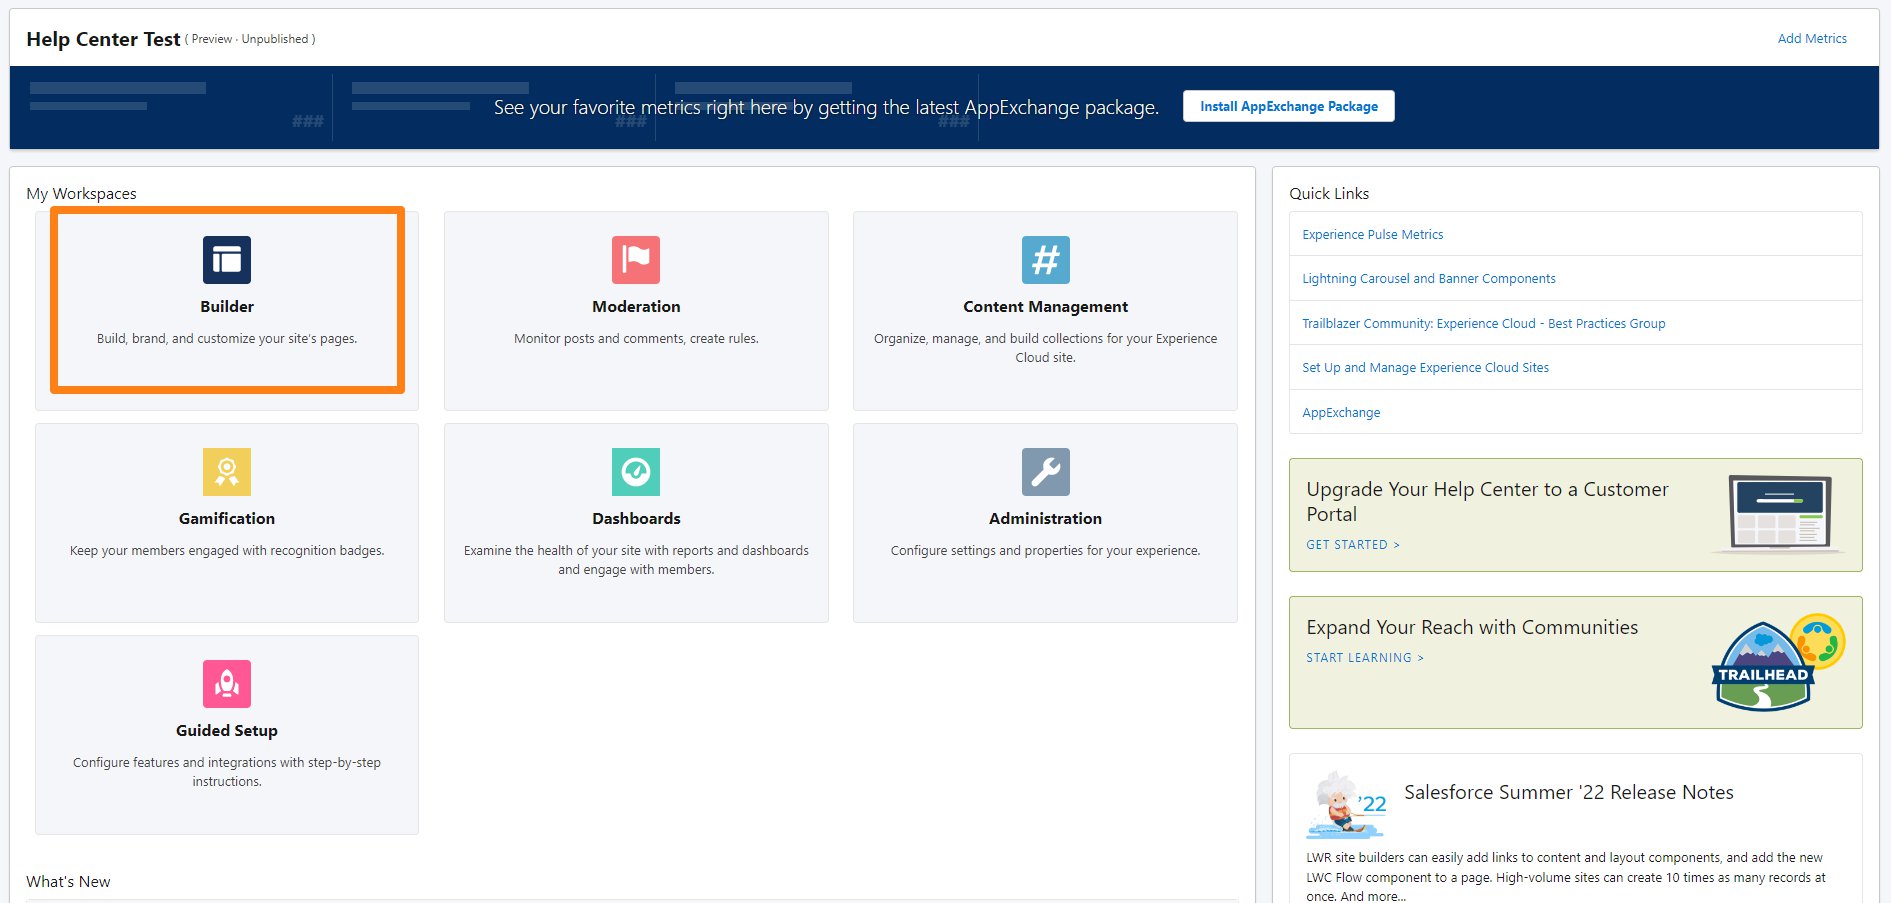 Help Center Test ( Preview · Unpublished )
Add Metrics
###
###
###
See your favorite metrics right here by getting the latest AppExchange package.
Install AppExchange Package
My Workspaces
Builder
Build, brand, and customize your site's pages.
Moderation
Monitor posts and comments, create rules.
#
Content Management
Organize, manage, and build collections for your Experience
Cloud site.
Gamification
Keep your members engaged with recognition badges.
Dashboards
Examine the health of your site with reports and dashboards
and engage with members.
Administration
Configure settings and properties for your experience.
Guided Setup
Configure features and integrations with step-by-step
instructions.
What's New
Quick Links
Experience Pulse Metrics
Lightning Carousel and Banner Components
Trailblazer Community: Experience Cloud - Best Practices Group
Set Up and Manage Experience Cloud Sites
AppExchange
Upgrade Your Help Center to a Customer
Portal
GET STARTED >
Expand Your Reach with Communities
START LEARNING >
TRAILHEAD
'22
Salesforce Summer '22 Release Notes
LWR site builders can easily add links to content and layout components, and add the new
LWC Flow component to a page. High-volume sites can create 10 times as many records at
once. And more...